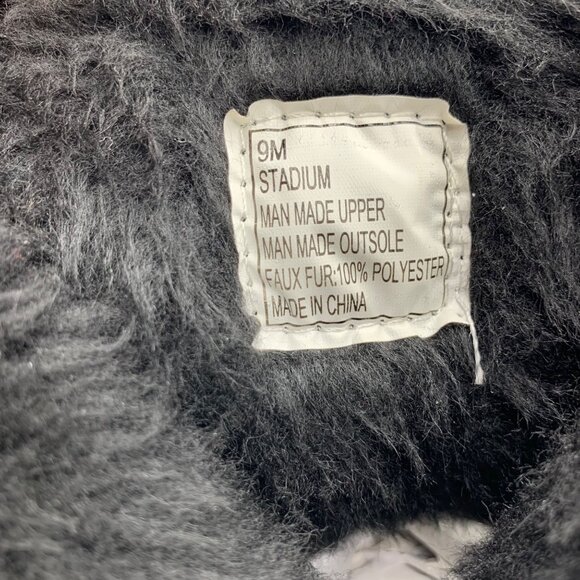 9M
STADIUM
MAN MADE UPPER
MAN MADE OUTSOLE
FAUX FUR:100% POLYESTER
MADE IN CHINA